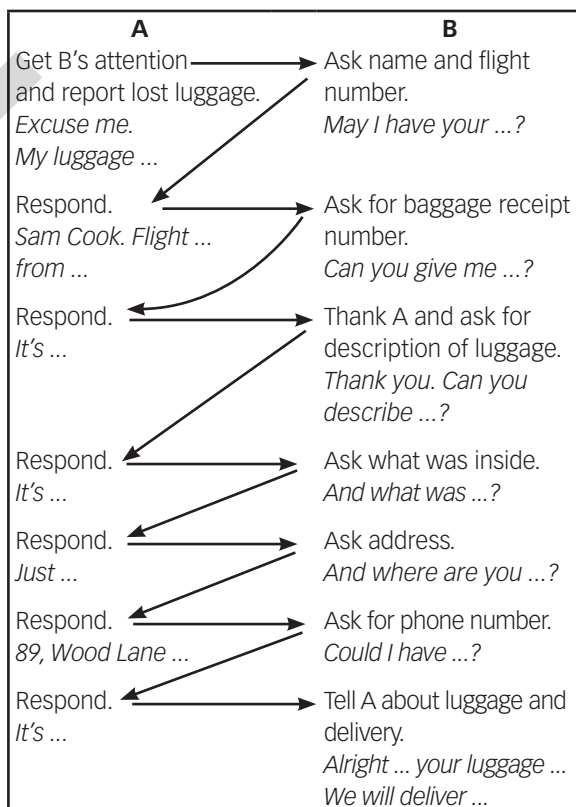 A
B
Get B's attention
and report lost luggage.
Excuse me.
My luggage ...
Ask name and flight
number.
May I have your ...?
Respond.
Sam Cook. Flight ...
from ...
Ask for baggage receipt
number.
Can you give me ...?
Respond.
It's ...
Thank A and ask for
description of luggage.
Thank you. Can you
describe ...?
Respond.
It's ...
Ask what was inside.
And what was ...?
Respond.
Just ...
Ask address.
And where are you ...?
Respond.
89, Wood Lane ...
Ask for phone number.
Could I have ...?
Respond.
It's ...
Tell A about luggage and
delivery.
Alright ... your luggage ...
We will deliver ...